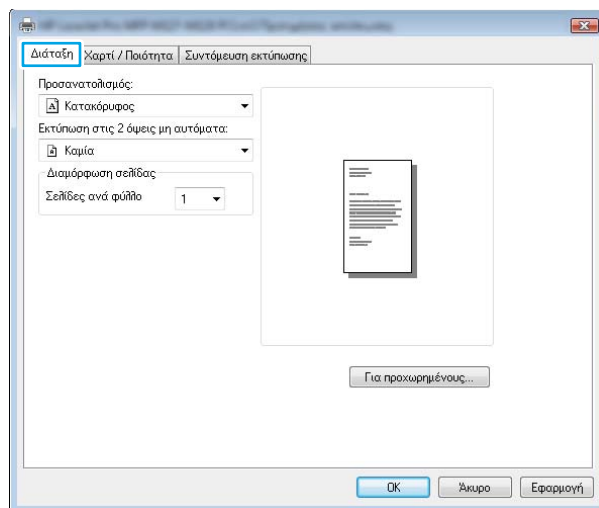 Διάταξη Χαρτί / Ποιότητα Συντόμευση εκτύπωσης
Προσανατολισμός:
Κατακόρυφος
Εκτύπωση στις 2 όψεις μη αυτόματα:
Καμία
Διαμόρφωση σελίδας
Σελίδες ανά φύλλο 1
Για προχωρημένους...
OK Άκυρο Εφαρμογή